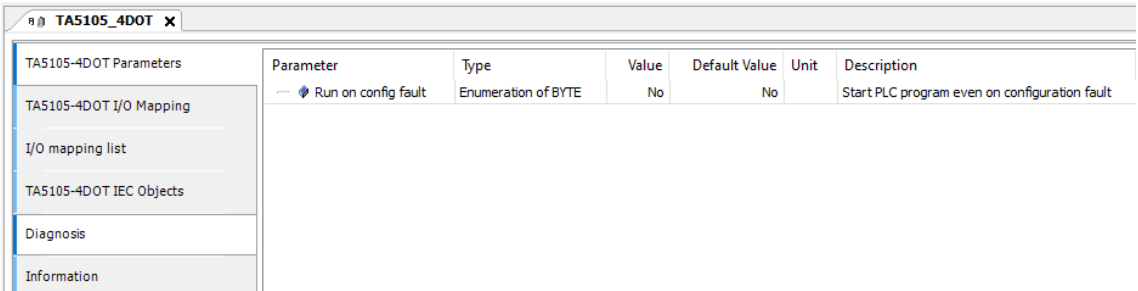 TA5105_4DOT
TA5105-4DOT Parameters
TA5105-4DOT I/O Mapping
I/O mapping list
TA5105-4DOT IEC Objects
Diagnosis
Information
Parameter Type Value Default Value Unit Description
Run on config fault Enumeration of BYTE No No Start PLC program even on configuration fault